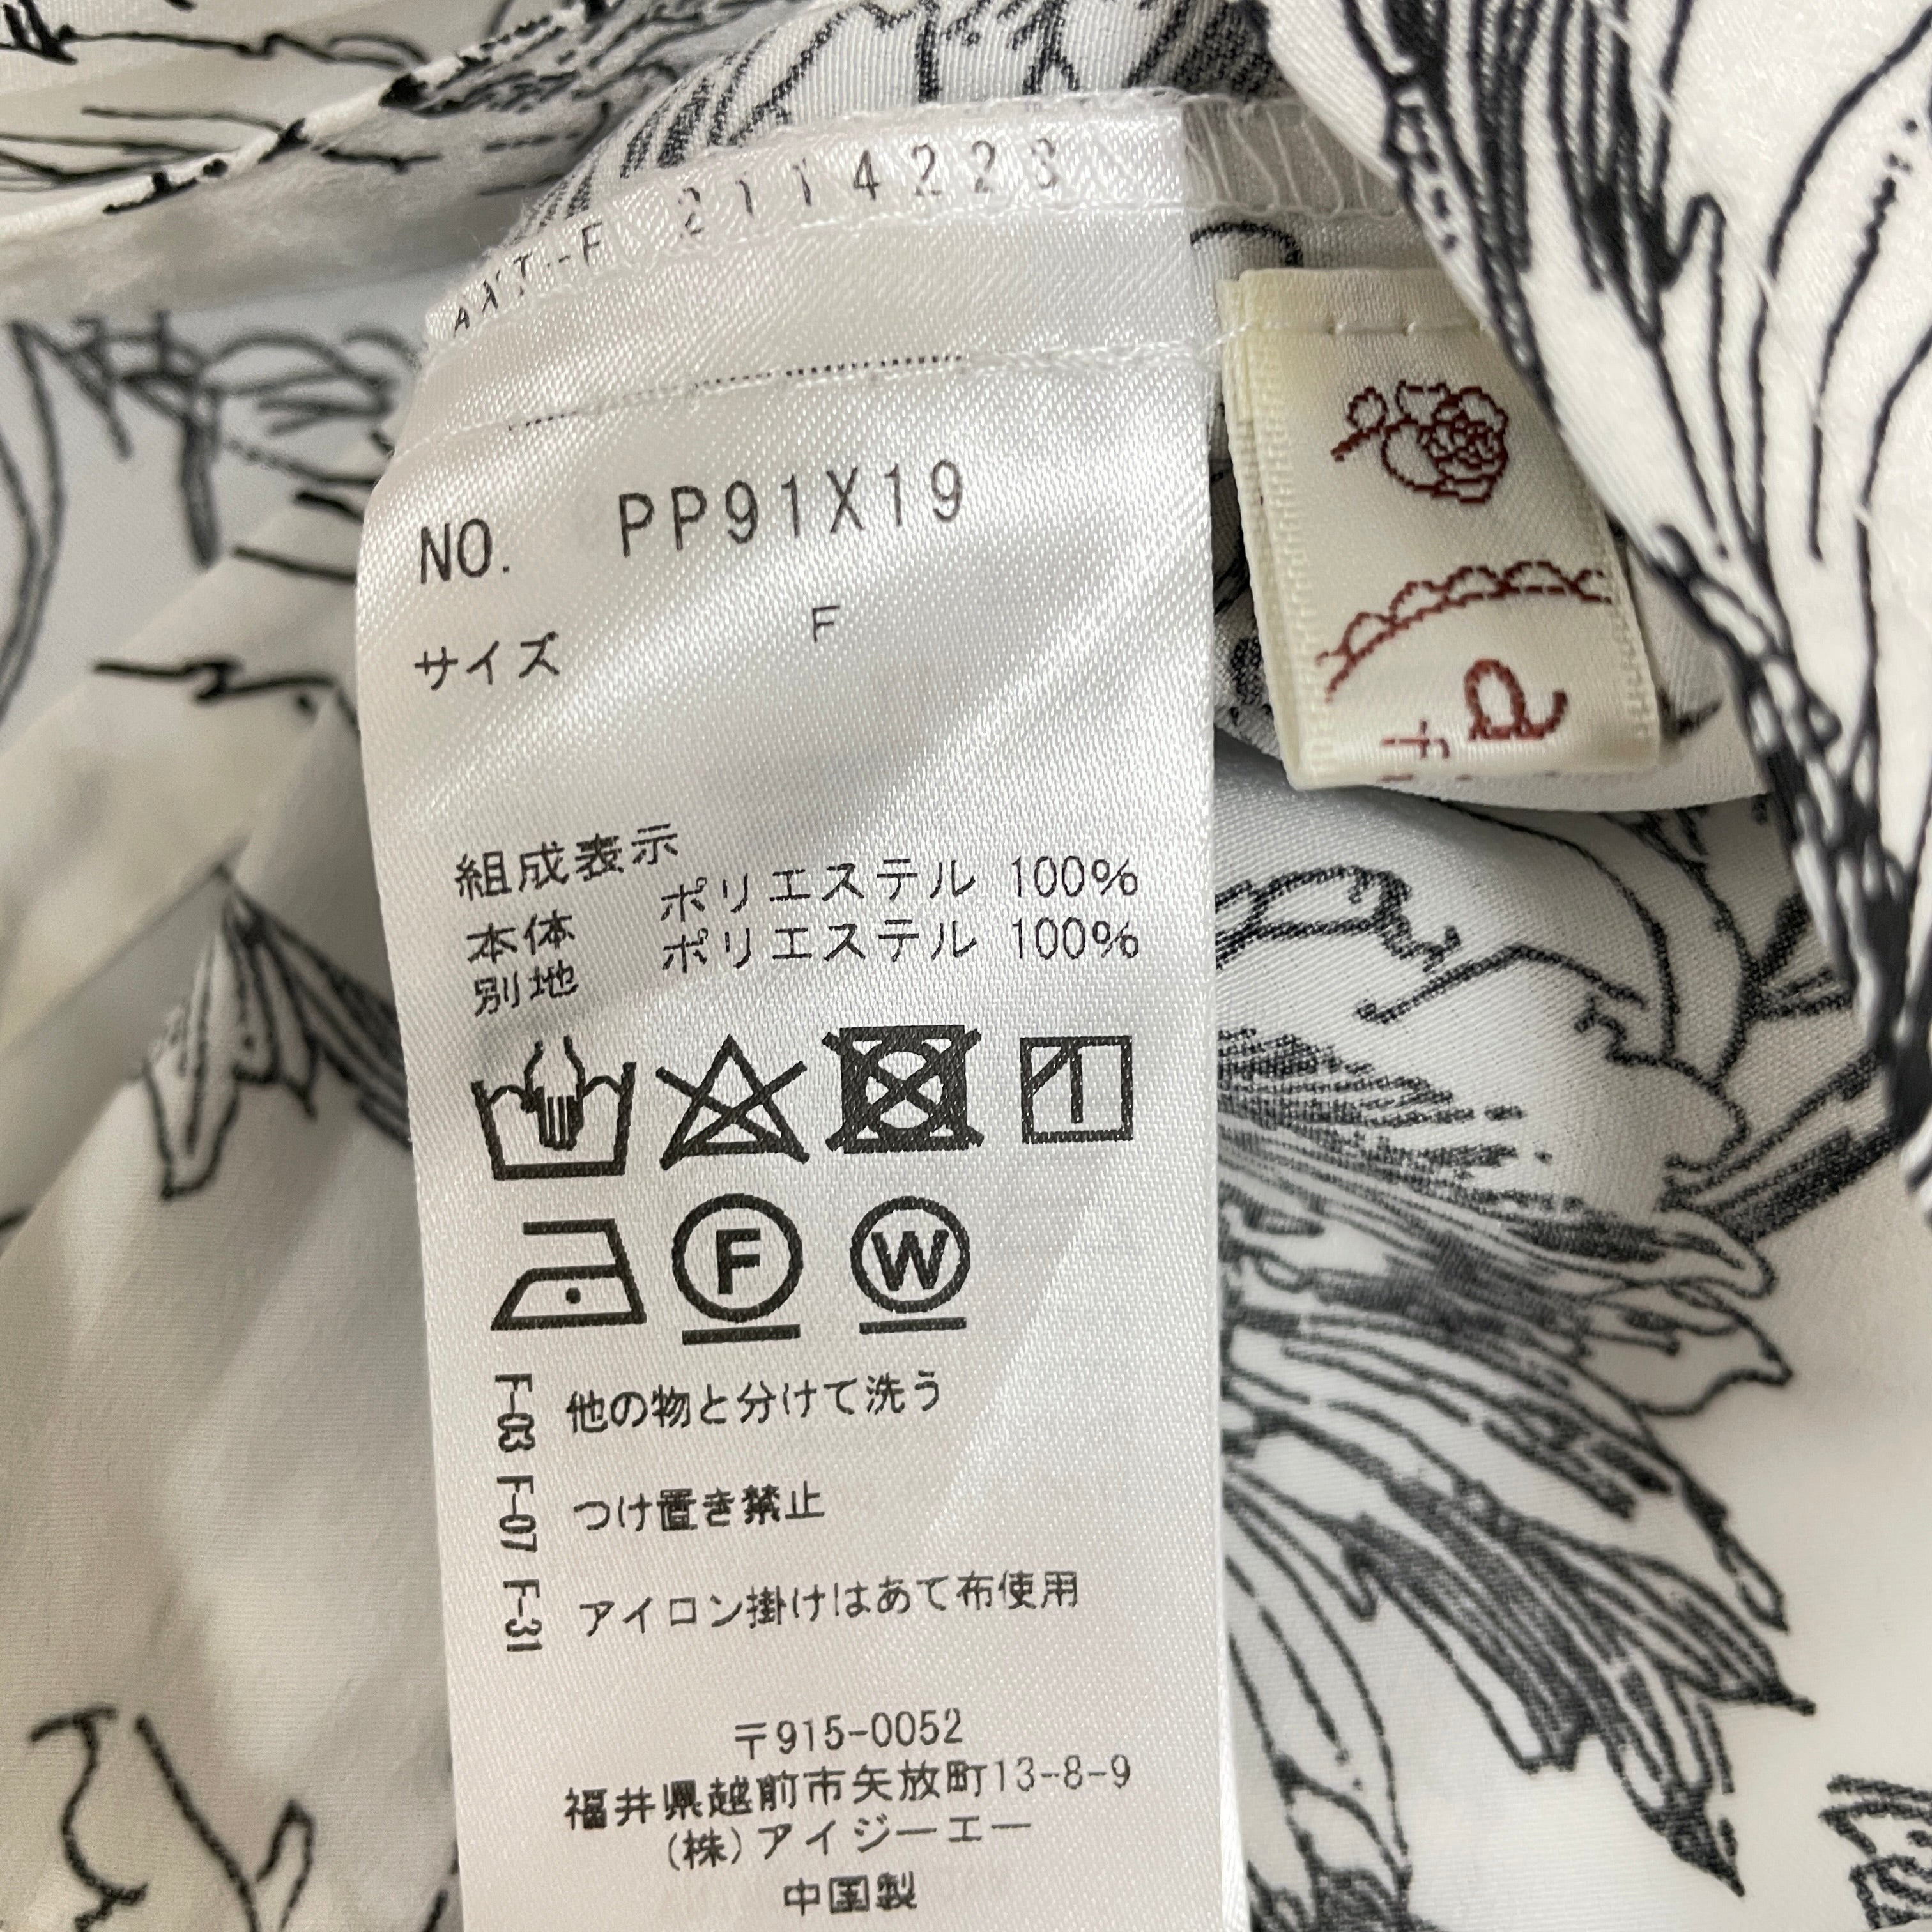 AXT-F 2114223
NO. PP91X19
サイズ F
組成表示
本体 ポリエステル 100%
別地 ポリエステル 100%
F
W
F-03 他の物と分けて洗う
F-07 つけ置き禁止
F-31 アイロン掛けはあて布使用
〒915-0052
福井県越前市矢放町13-8-9
(株)アイジーエー
中国製
a
f